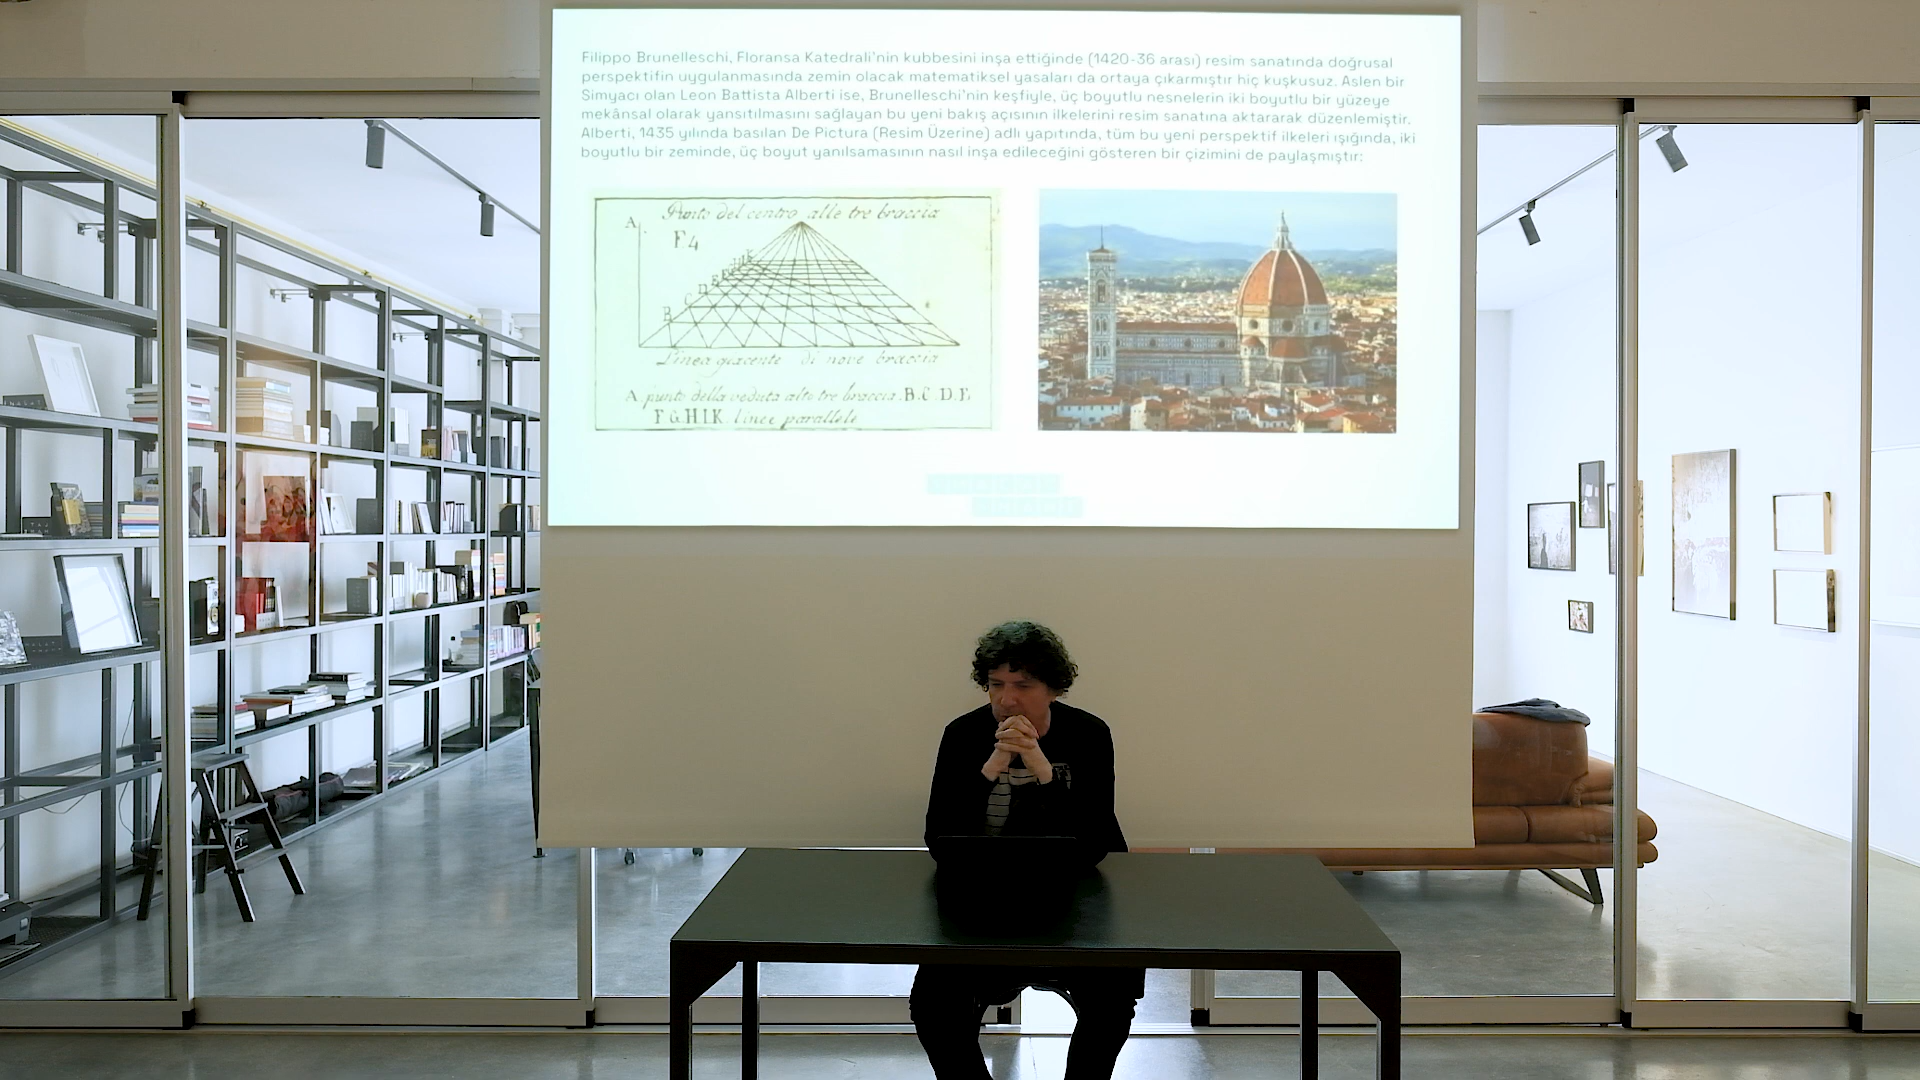 Filippo Brunelleschi, Floransa Katedrali'nin kubbesini inşa ettiğinde (1420-36 arası) resim sanatında doğrusal
perspektifin uygulanmasında zemin olacak matematiksel yasaları da ortaya çıkarmıştır hiç kuşkusuz. Aslen bir
Simyacı olan Leon Battista Alberti ise, Brunelleschi'nin keşfiyle, üç boyutlu nesnelerin iki boyutlu bir yüzeye
mekânsal olarak yansıtılmasını sağlayan bu yeni bakış açısının ilkelerini resim sanatına aktararak düzenlemiştir.
Alberti, 1435 yılında basılan De Pictura (Resim Üzerine) adlı yapıtında, tüm bu yeni perspektif ilkeleri ışığında, iki
boyutlu bir zeminde, üç boyut yanılsamasının nasıl inşa edileceğini gösteren bir çizimini de paylaşmıştır:
Punto del centro alle tre braccia
A.
F4
B C D E
Linea giacente di nove braccia
A. punto della veduta alto tre braccia. B.C.D.E
F.G.H.I.K. linee parallele